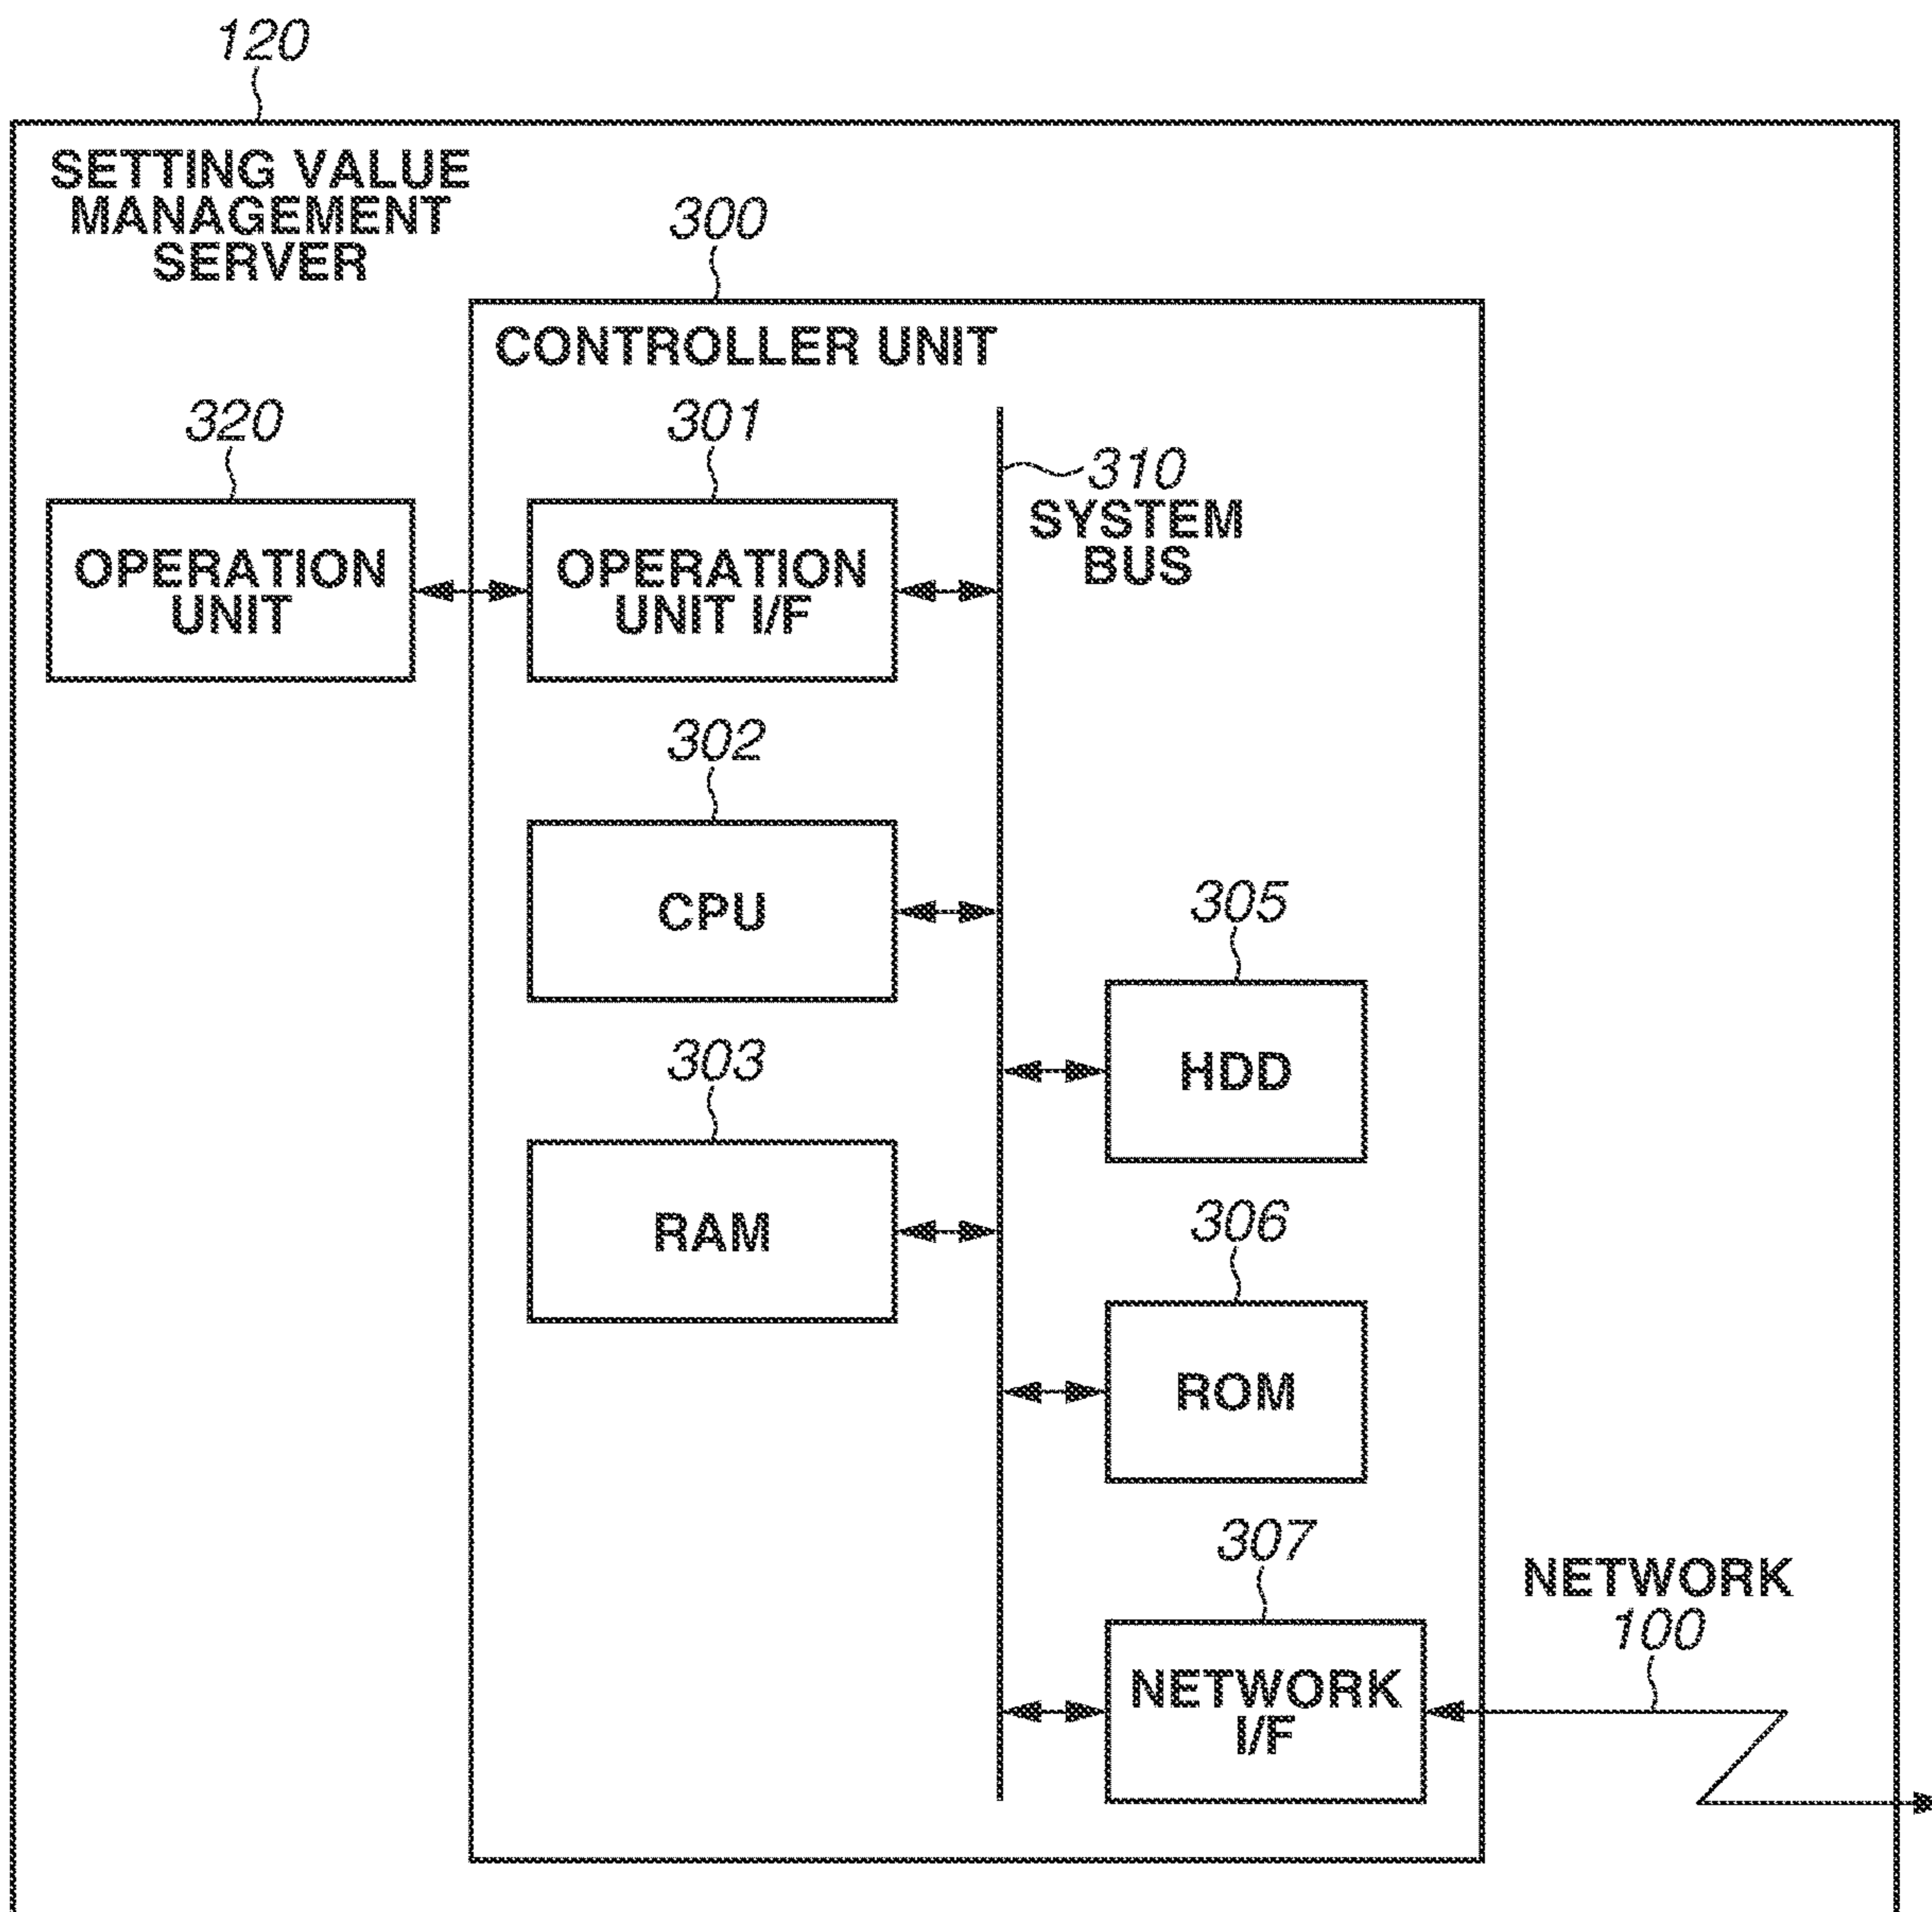 120
SETTING VALUE
MANAGEMENT
SERVER
300
CONTROLLER UNIT
320
301
310
SYSTEM
BUS
OPERATION
UNIT
OPERATION
UNIT I/F
302
CPU
305
HDD
303
RAM
306
ROM
307
NETWORK
I/F
NETWORK
100